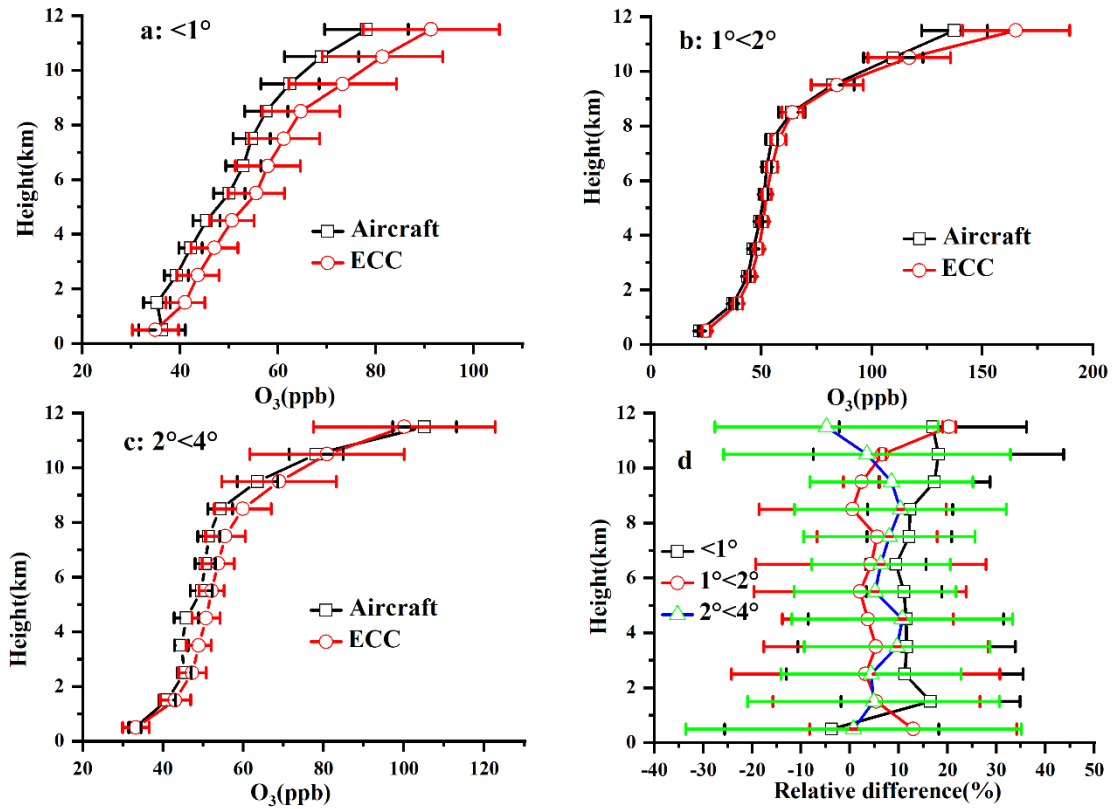 a: <1°
Height(km)
12
10
8
6
4
2
0
Aircraft
ECC
20 40 60 80 100
O₃(ppb)
b: 1°<2°
Height(km)
12
10
8
6
4
2
0
Aircraft
ECC
0 50 100 150 200
O₃(ppb)
c: 2°<4°
Height(km)
12
10
8
6
4
2
0
Aircraft
ECC
20 40 60 80 100 120
O₃(ppb)
d
Height(km)
12
10
8
6
4
2
0
<1°
1°<2°
2°<4°
-40 -30 -20 -10 0 10 20 30 40 50
Relative difference(%)